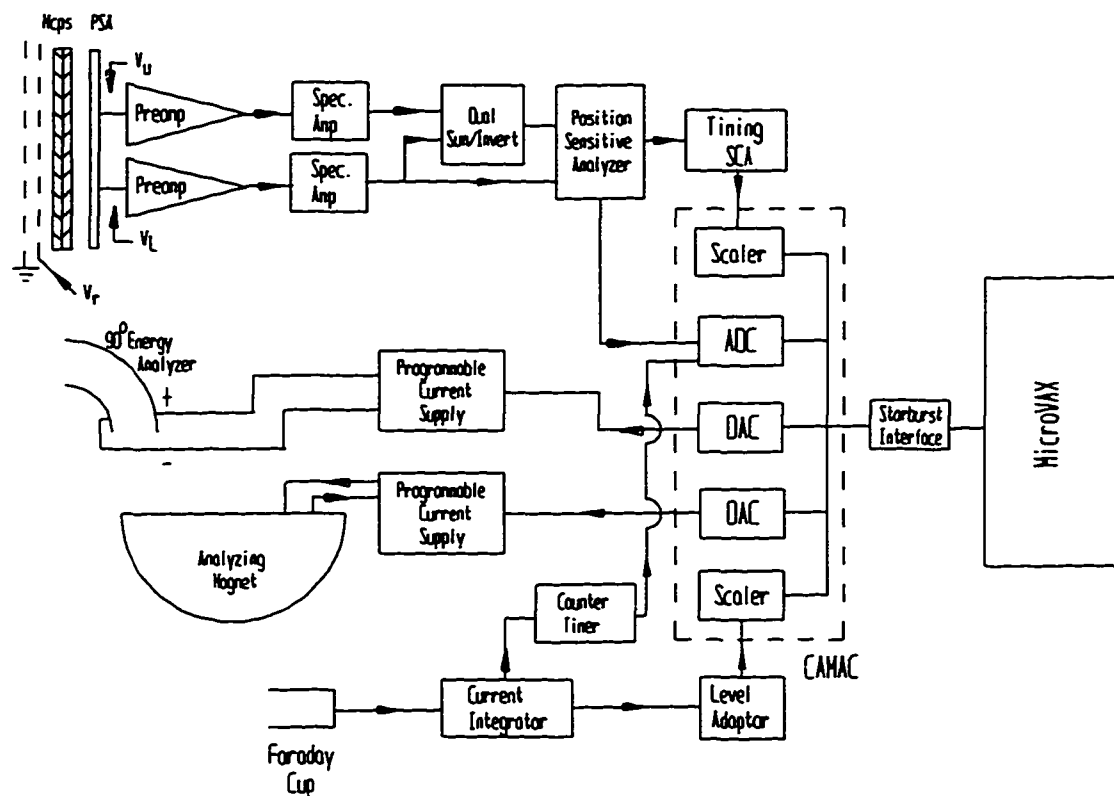 Mcps PSA
V_u
Preamp
Spec.
Amp
Dual
Sum/Invert
Position
Sensitive
Analyzer
Timing
SCA
Preamp
Spec.
Amp
V_L
V_r
Scaler
90° Energy
Analyzer
+
-
Programmable
Current
Supply
ADC
DAC
Starburst
Interface
MicroVAX
Programmable
Current
Supply
DAC
Analyzing
Magnet
Scaler
Counter
Timer
CAMAC
Current
Integrator
Level
Adaptor
Faraday
Cup